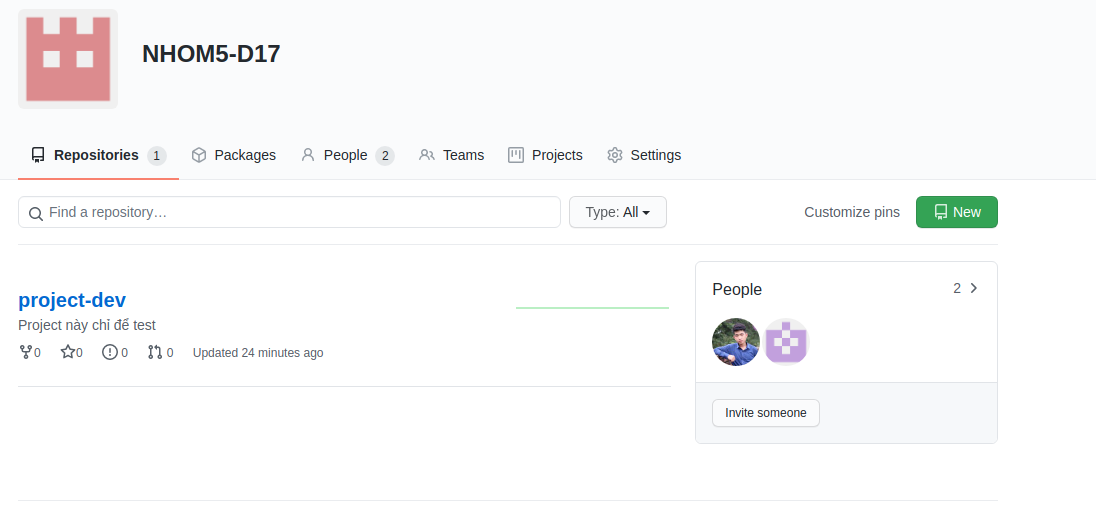 NHOM5-D17
Repositories 1 Packages People 2 Teams Projects Settings
Find a repository… Type: All Customize pins New
project-dev
Project này chỉ để test
0 0 0 0 Updated 24 minutes ago
People 2
Invite someone